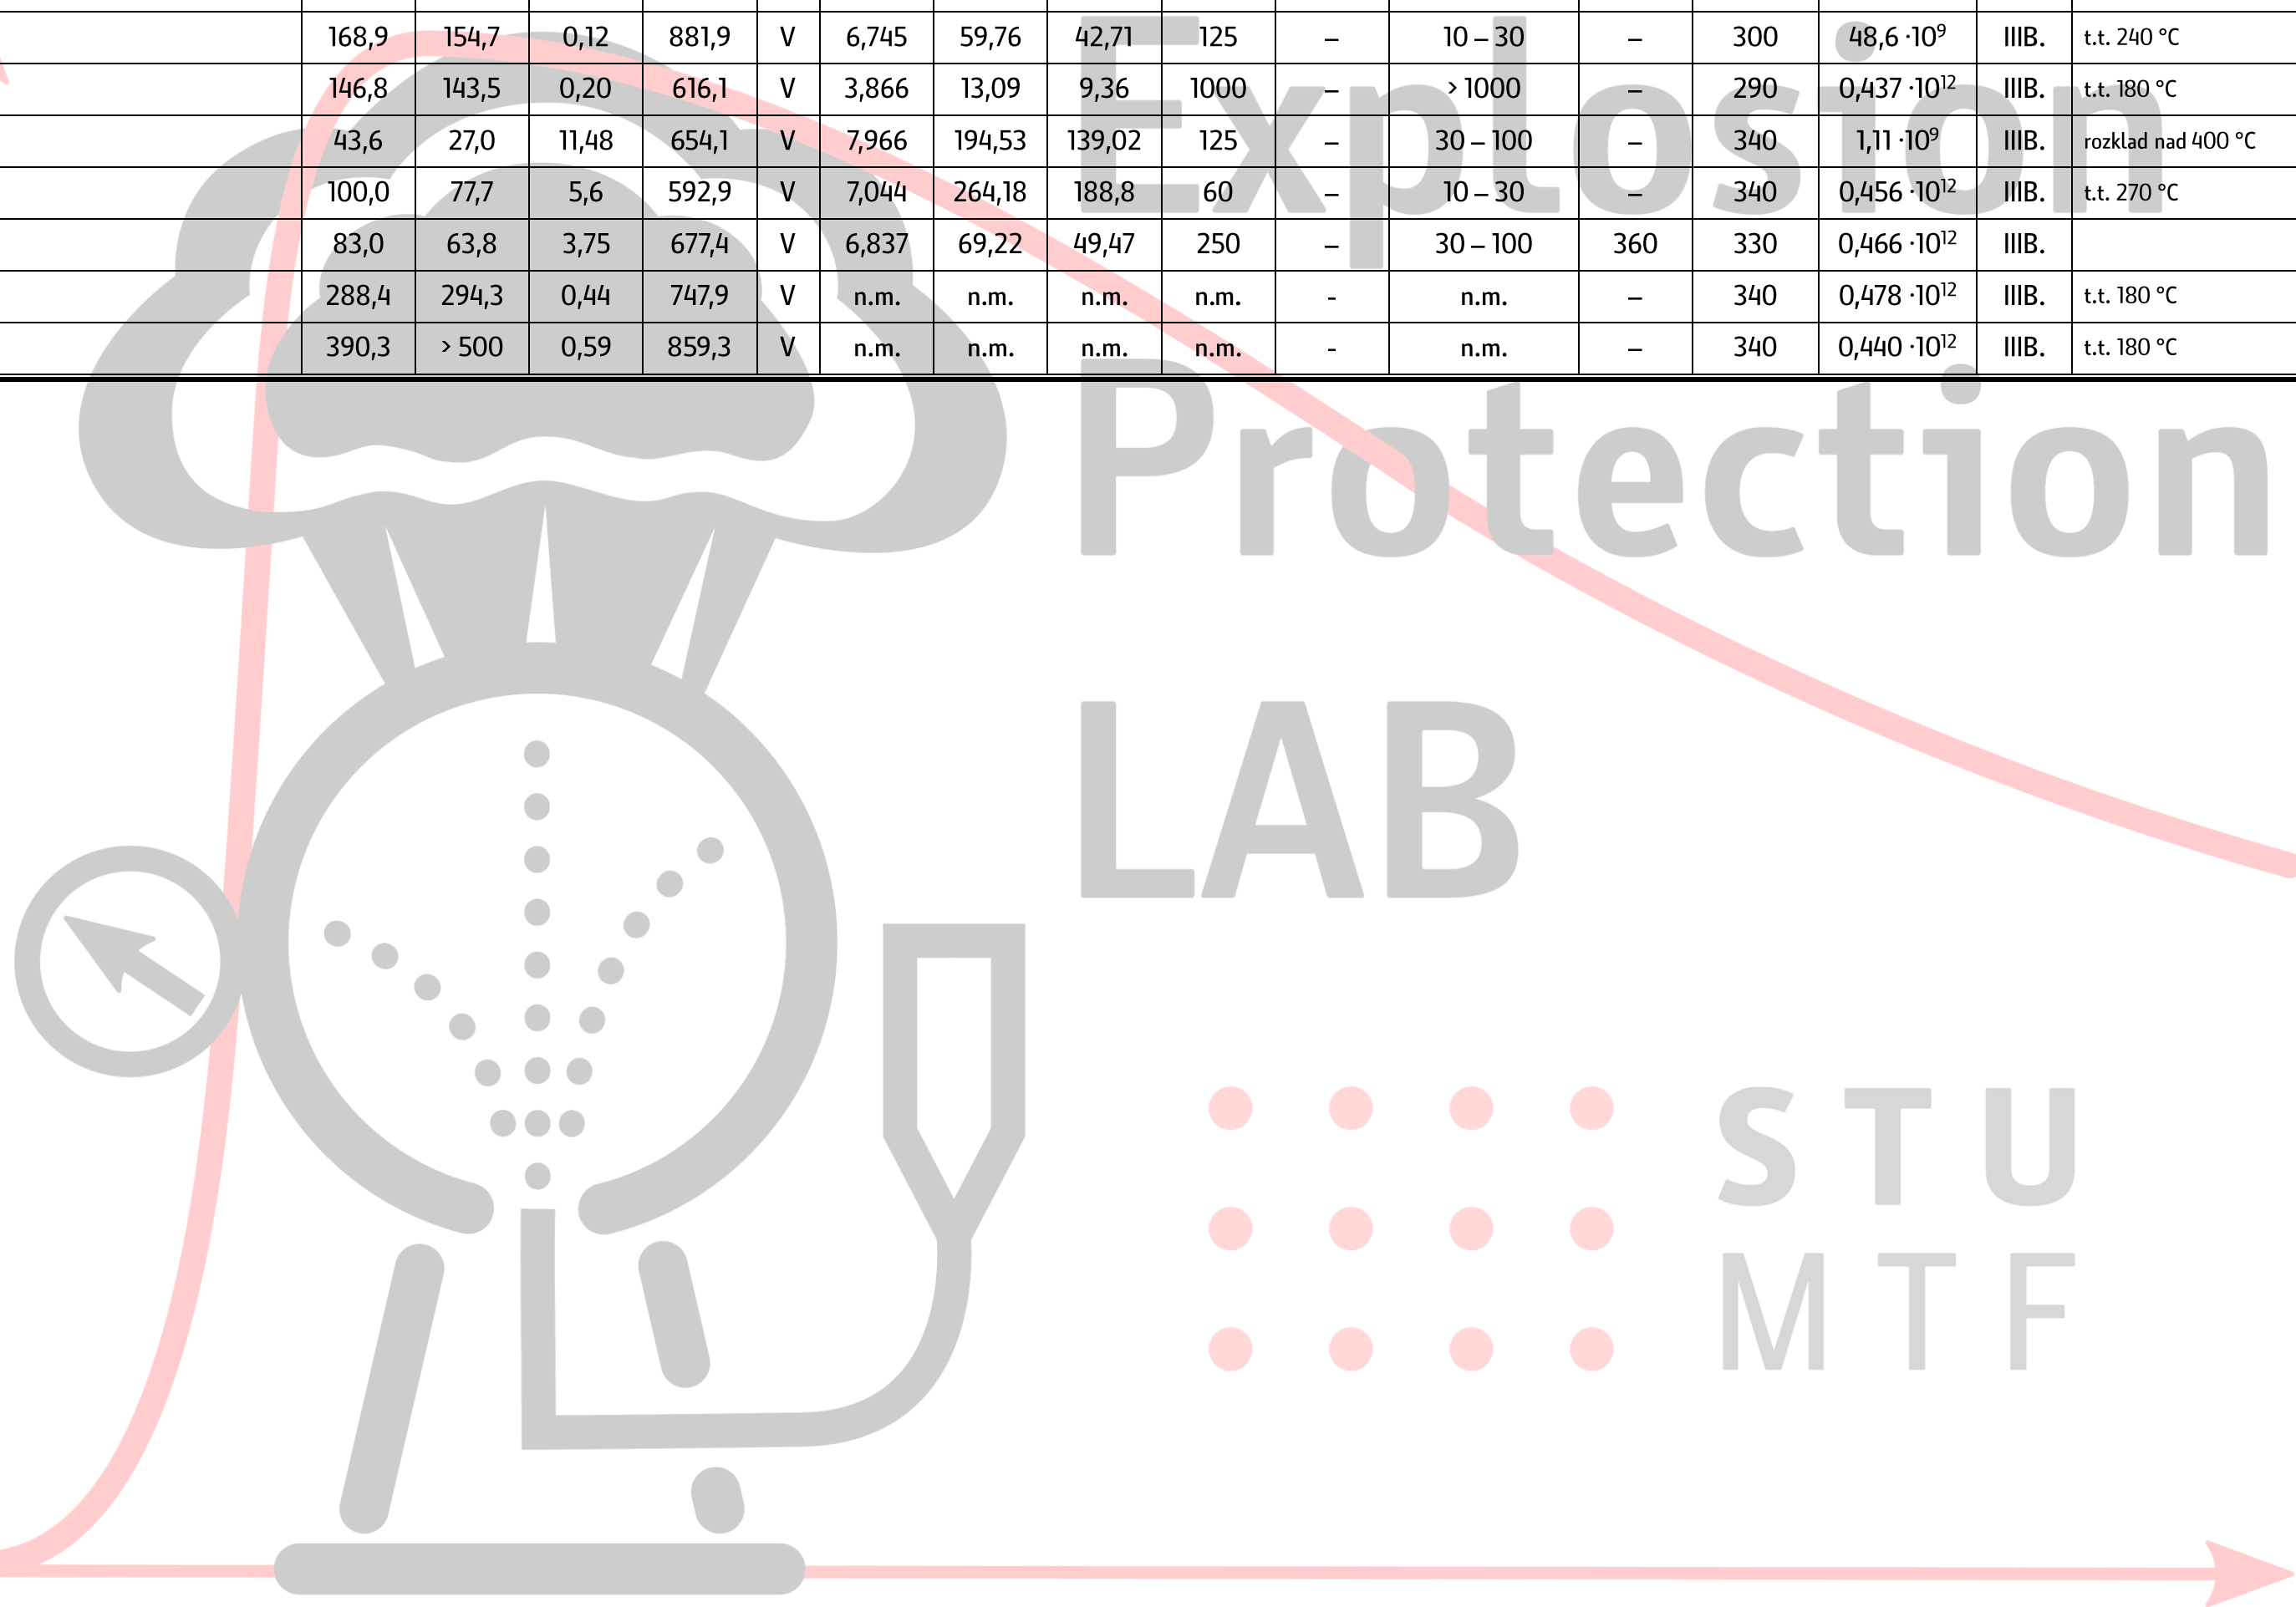 168,9 154,7 0,12 881,9 V 6,745 59,76 42,71 125 – 10 – 30 – 300 48,6 ·10⁹ IIIB. t.t. 240 °C
146,8 143,5 0,20 616,1 V 3,866 13,09 9,36 1000 – > 1000 – 290 0,437 ·10¹² IIIB. t.t. 180 °C
43,6 27,0 11,48 654,1 V 7,966 194,53 139,02 125 – 30 – 100 – 340 1,11 ·10⁹ IIIB. rozklad nad 400 °C
100,0 77,7 5,6 592,9 V 7,044 264,18 188,8 60 – 10 – 30 – 340 0,456 ·10¹² IIIB. t.t. 270 °C
83,0 63,8 3,75 677,4 V 6,837 69,22 49,47 250 – 30 – 100 360 330 0,466 ·10¹² IIIB.
288,4 294,3 0,44 747,9 V n.m. n.m. n.m. n.m. - n.m. – 340 0,478 ·10¹² IIIB. t.t. 180 °C
390,3 > 500 0,59 859,3 V n.m. n.m. n.m. n.m. - n.m. – 340 0,440 ·10¹² IIIB. t.t. 180 °C
Explosion
Protection
LAB
STU
MTF